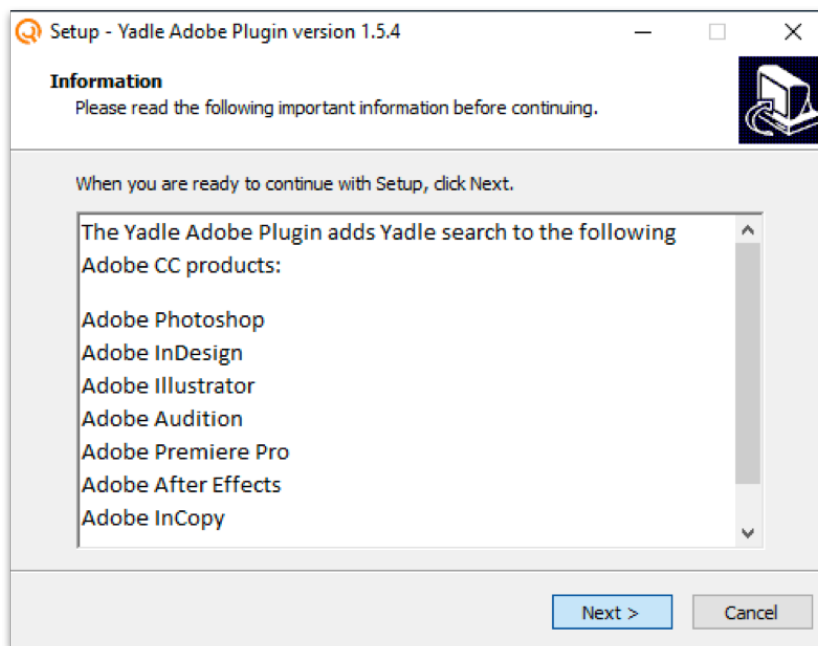 Setup - Yadle Adobe Plugin version 1.5.4
Information
Please read the following important information before continuing.
When you are ready to continue with Setup, click Next.
The Yadle Adobe Plugin adds Yadle search to the following
Adobe CC products:
Adobe Photoshop
Adobe InDesign
Adobe Illustrator
Adobe Audition
Adobe Premiere Pro
Adobe After Effects
Adobe InCopy
Next >
Cancel